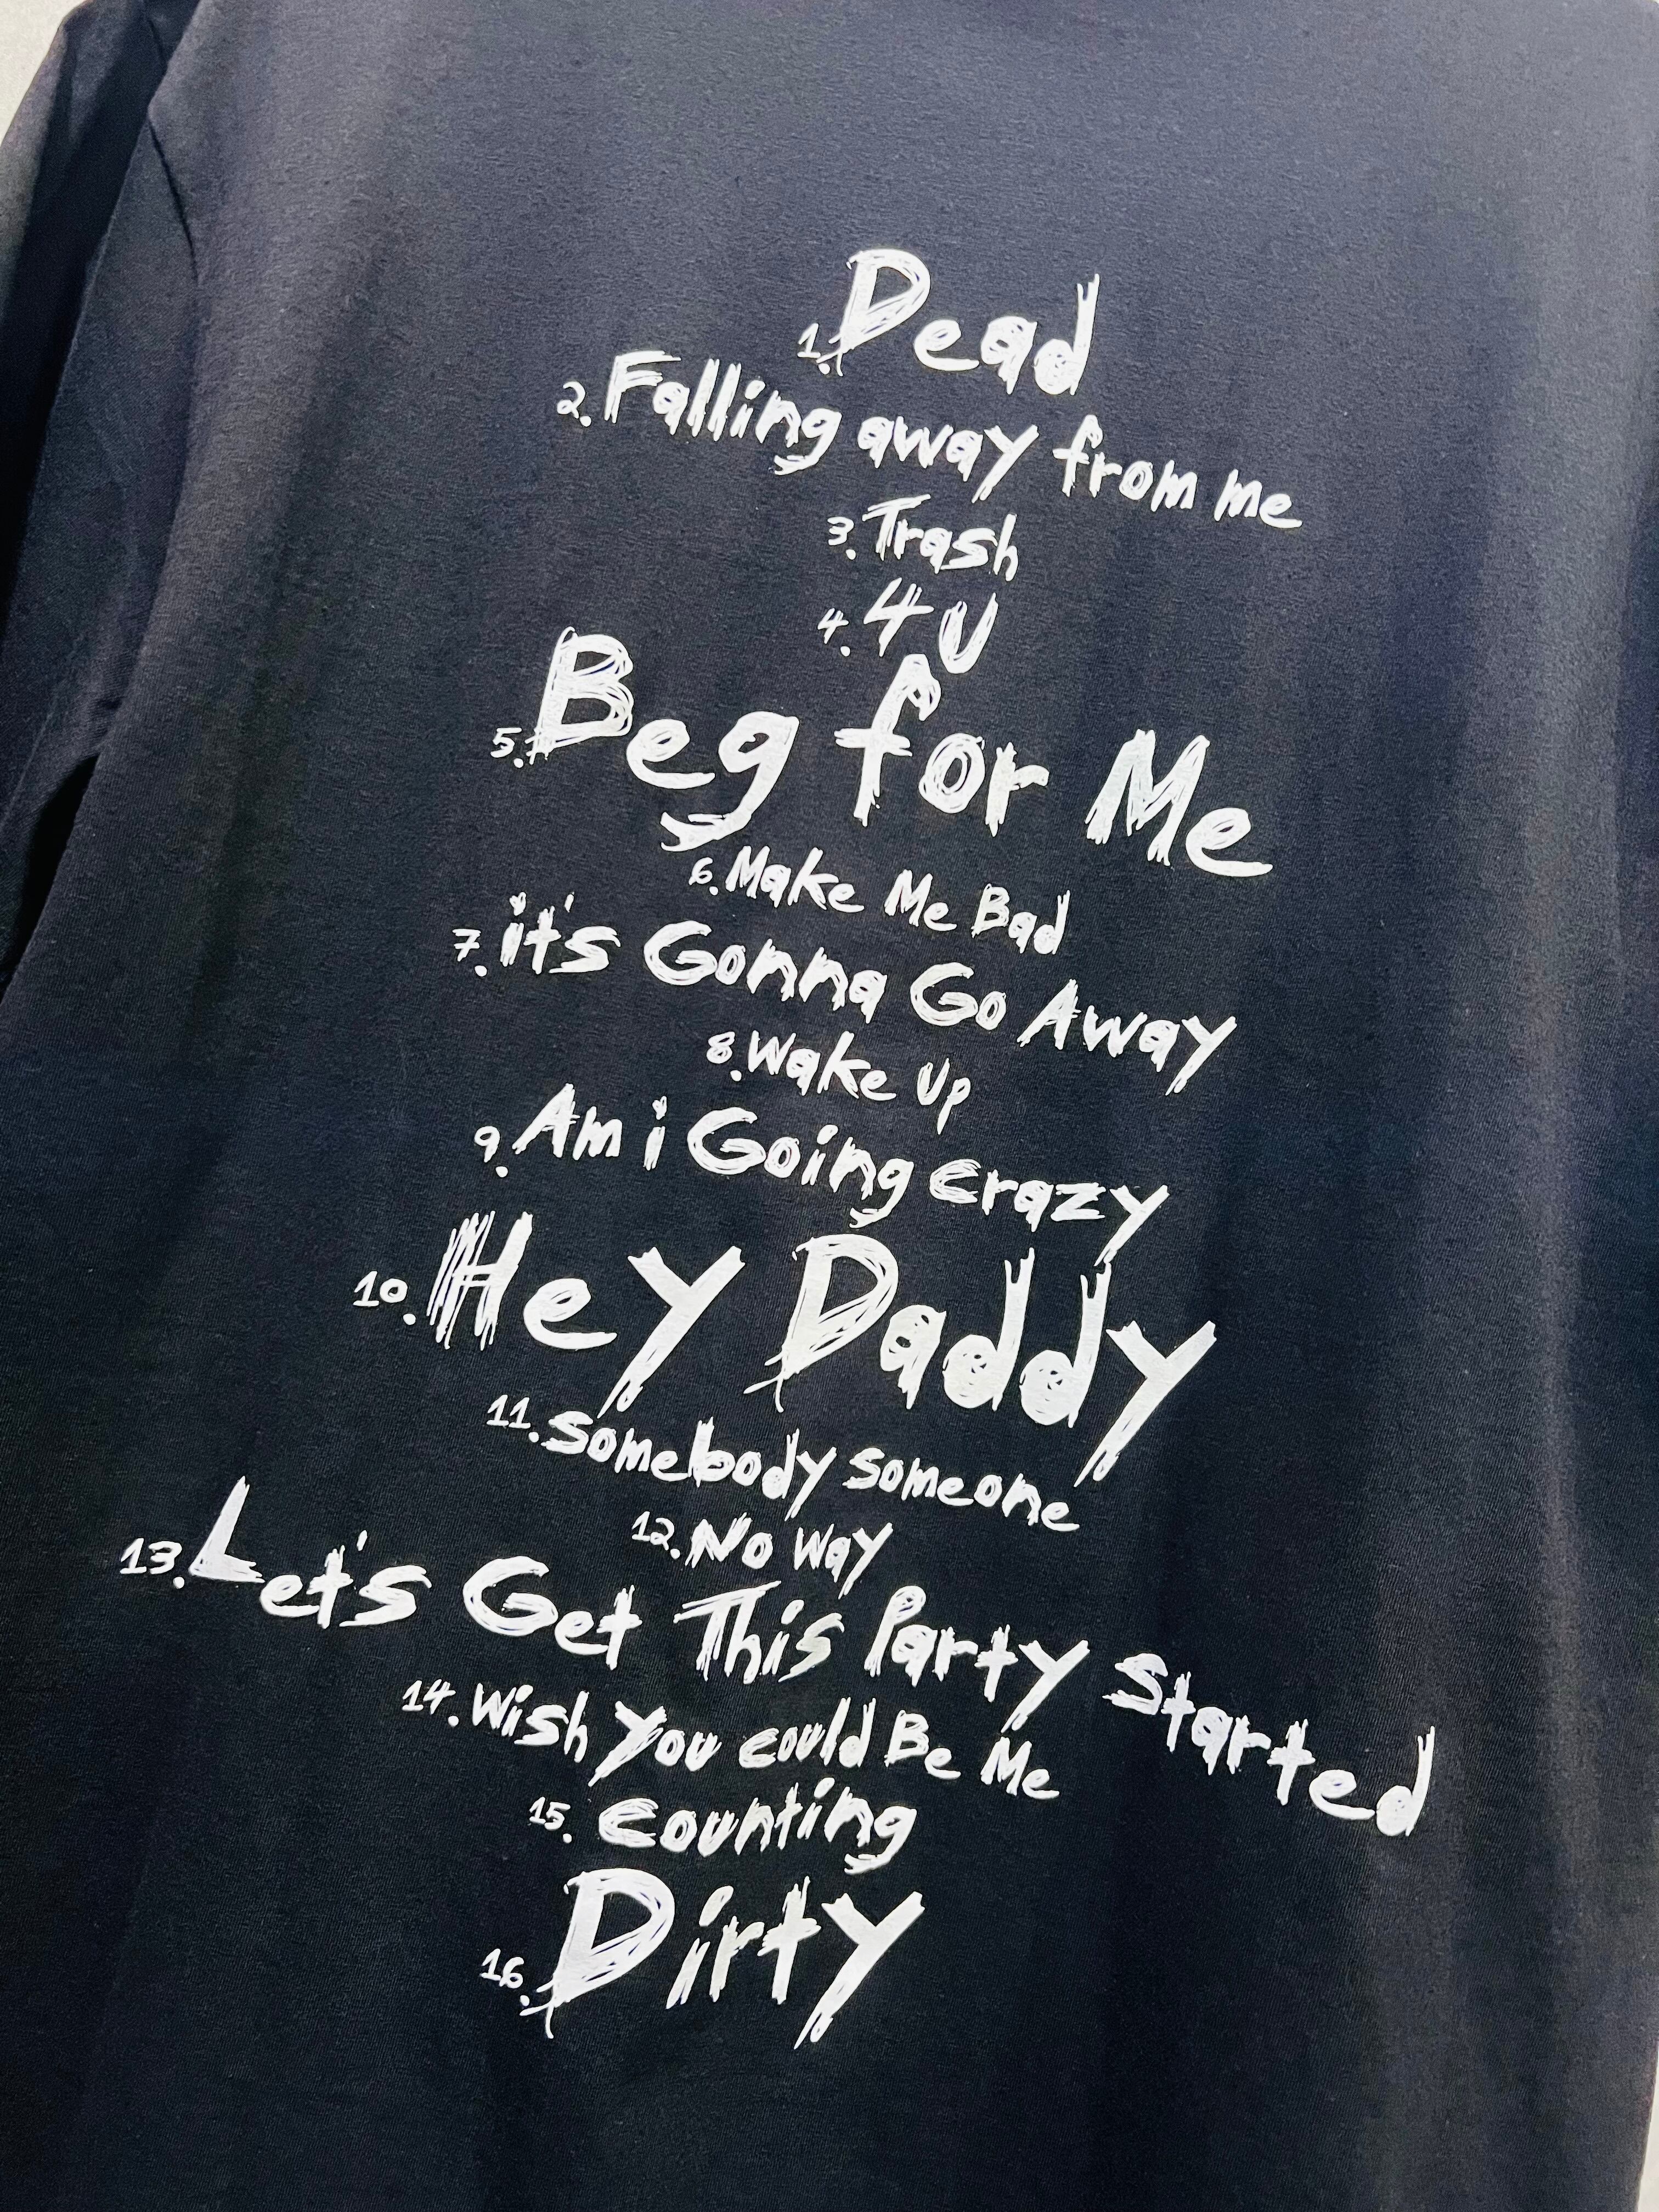 1. Dead
2. Falling away from me
3. Trash
4. 4 U
5. Beg for Me
6. Make Me Bad
7. it's Gonna Go Away
8. Wake Up
9. Am i Going crazy
10. Hey Daddy
11. Somebody someone
12. No Way
13. Let's Get This Party Started
14. Wish You could Be Me
15. counting
16. Dirty